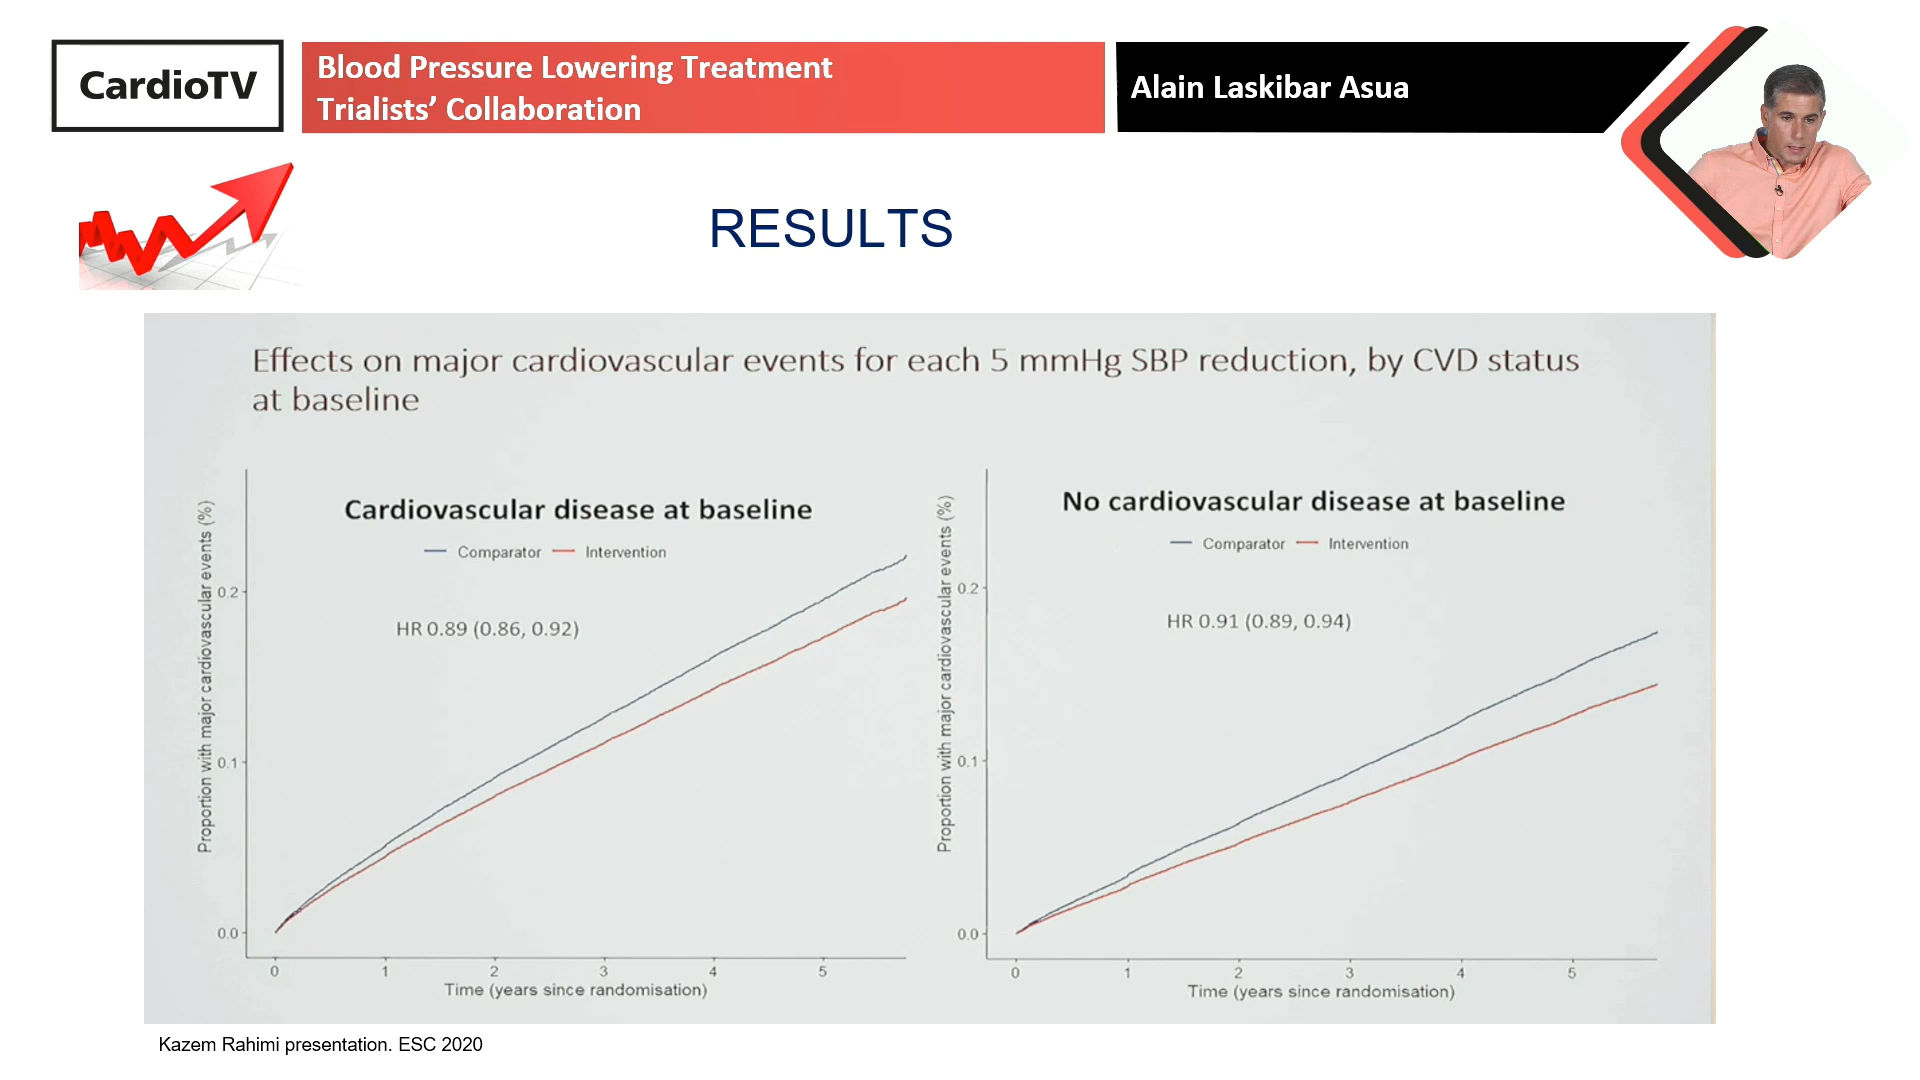 CardioTV
Blood Pressure Lowering Treatment
Trialists’ Collaboration
Alain Laskibar Asua
RESULTS
Effects on major cardiovascular events for each 5 mmHg SBP reduction, by CVD status
at baseline
Cardiovascular disease at baseline
Comparator Intervention
HR 0.89 (0.86, 0.92)
Proportion with major cardiovascular events (%)
0.2
0.1
0.0
0 1 2 3 4 5
Time (years since randomisation)
No cardiovascular disease at baseline
Comparator Intervention
HR 0.91 (0.89, 0.94)
Proportion with major cardiovascular events (%)
0.2
0.1
0.0
0 1 2 3 4 5
Time (years since randomisation)
Kazem Rahimi presentation. ESC 2020